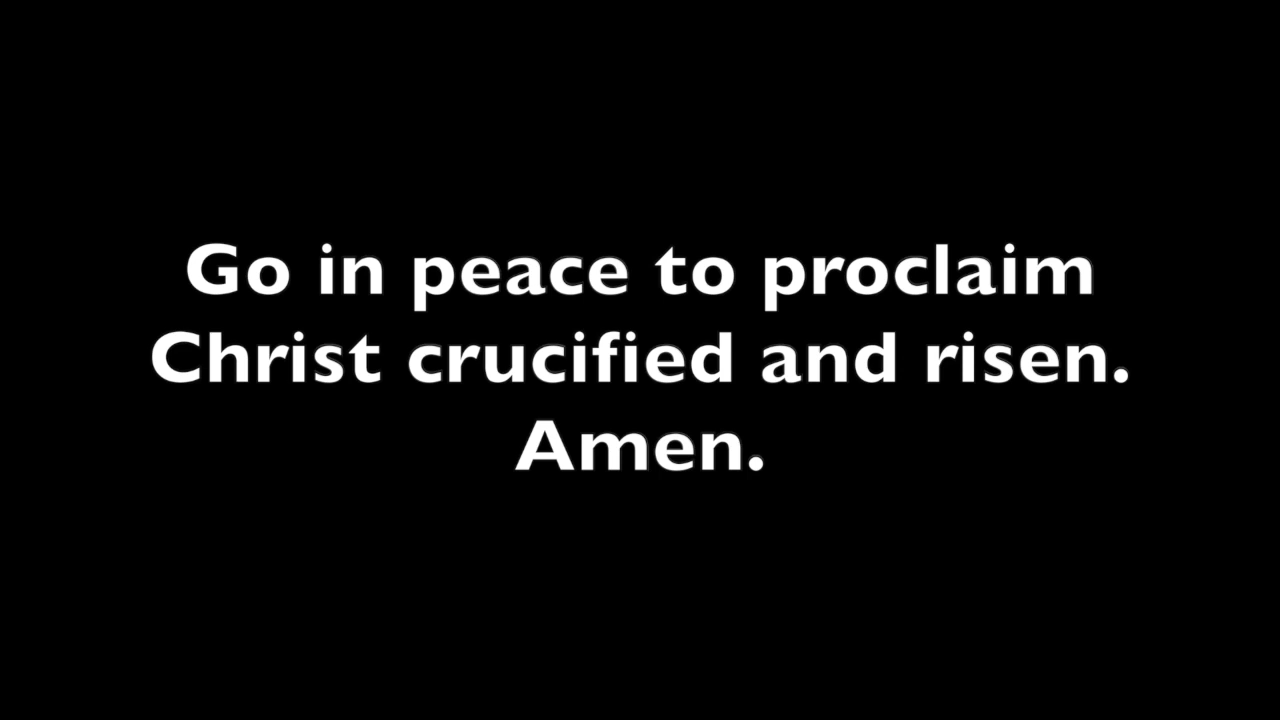 Go in peace to proclaim
Christ crucified and risen.
Amen.